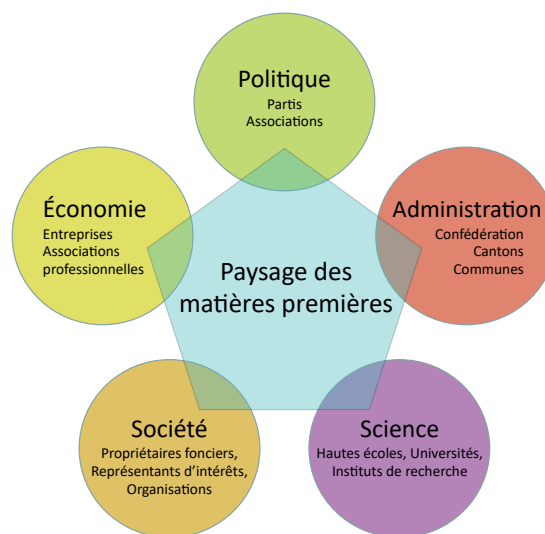 Politique
Partis
Associations
Économie
Entreprises
Associations
professionnelles
Administration
Confédération
Cantons
Communes
Paysage des
matières premières
Société
Propriétaires fonciers,
Représentants d’intérêts,
Organisations
Science
Hautes écoles, Universités,
Instituts de recherche